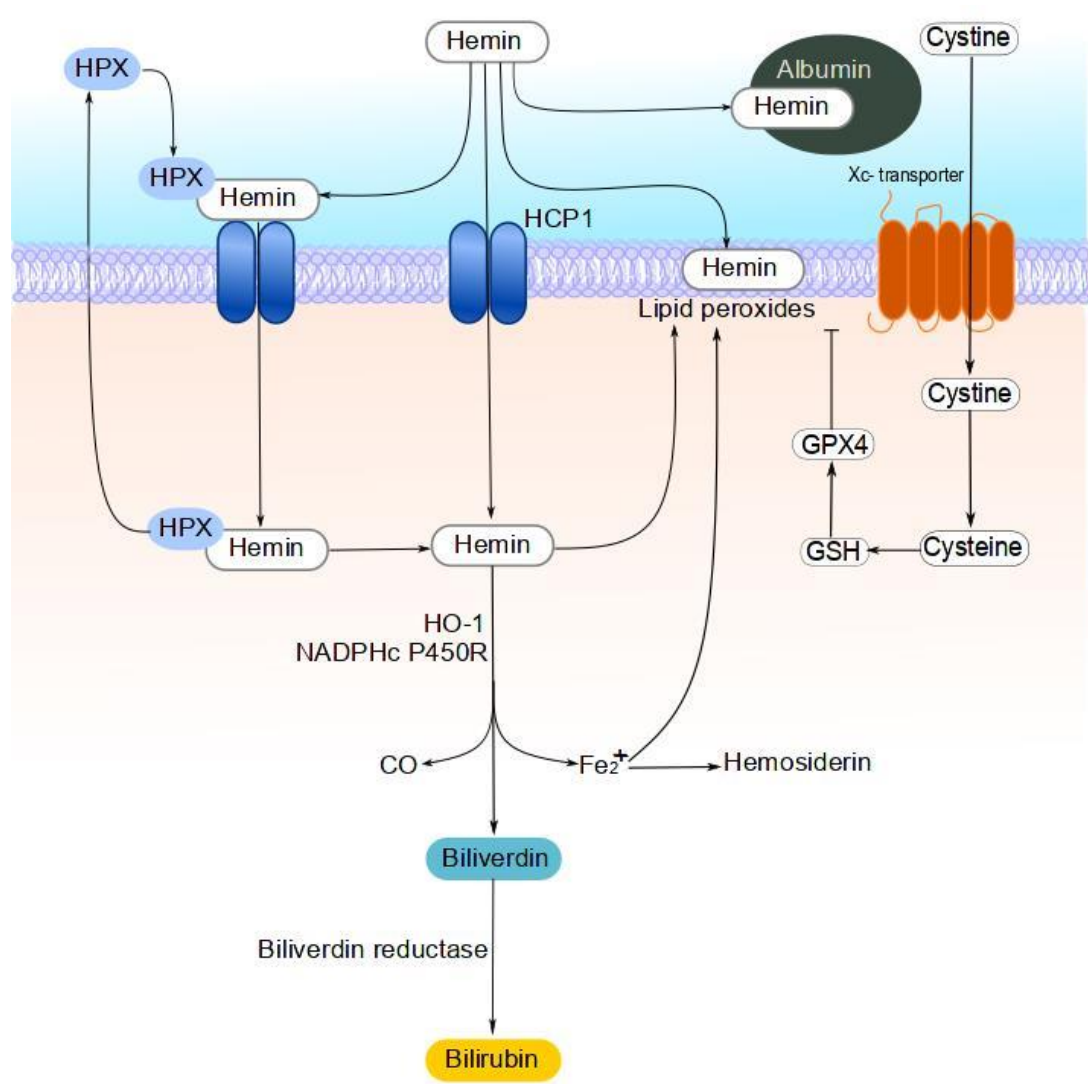 Hemin
Cystine
HPX
Albumin
Hemin
HPX
Hemin
Xc- transporter
HCP1
Hemin
Lipid peroxides
Cystine
GPX4
HPX
Hemin
Hemin
GSH
Cysteine
HO-1
NADPHc P450R
CO
Fe2+
Hemosiderin
Biliverdin
Biliverdin reductase
Bilirubin